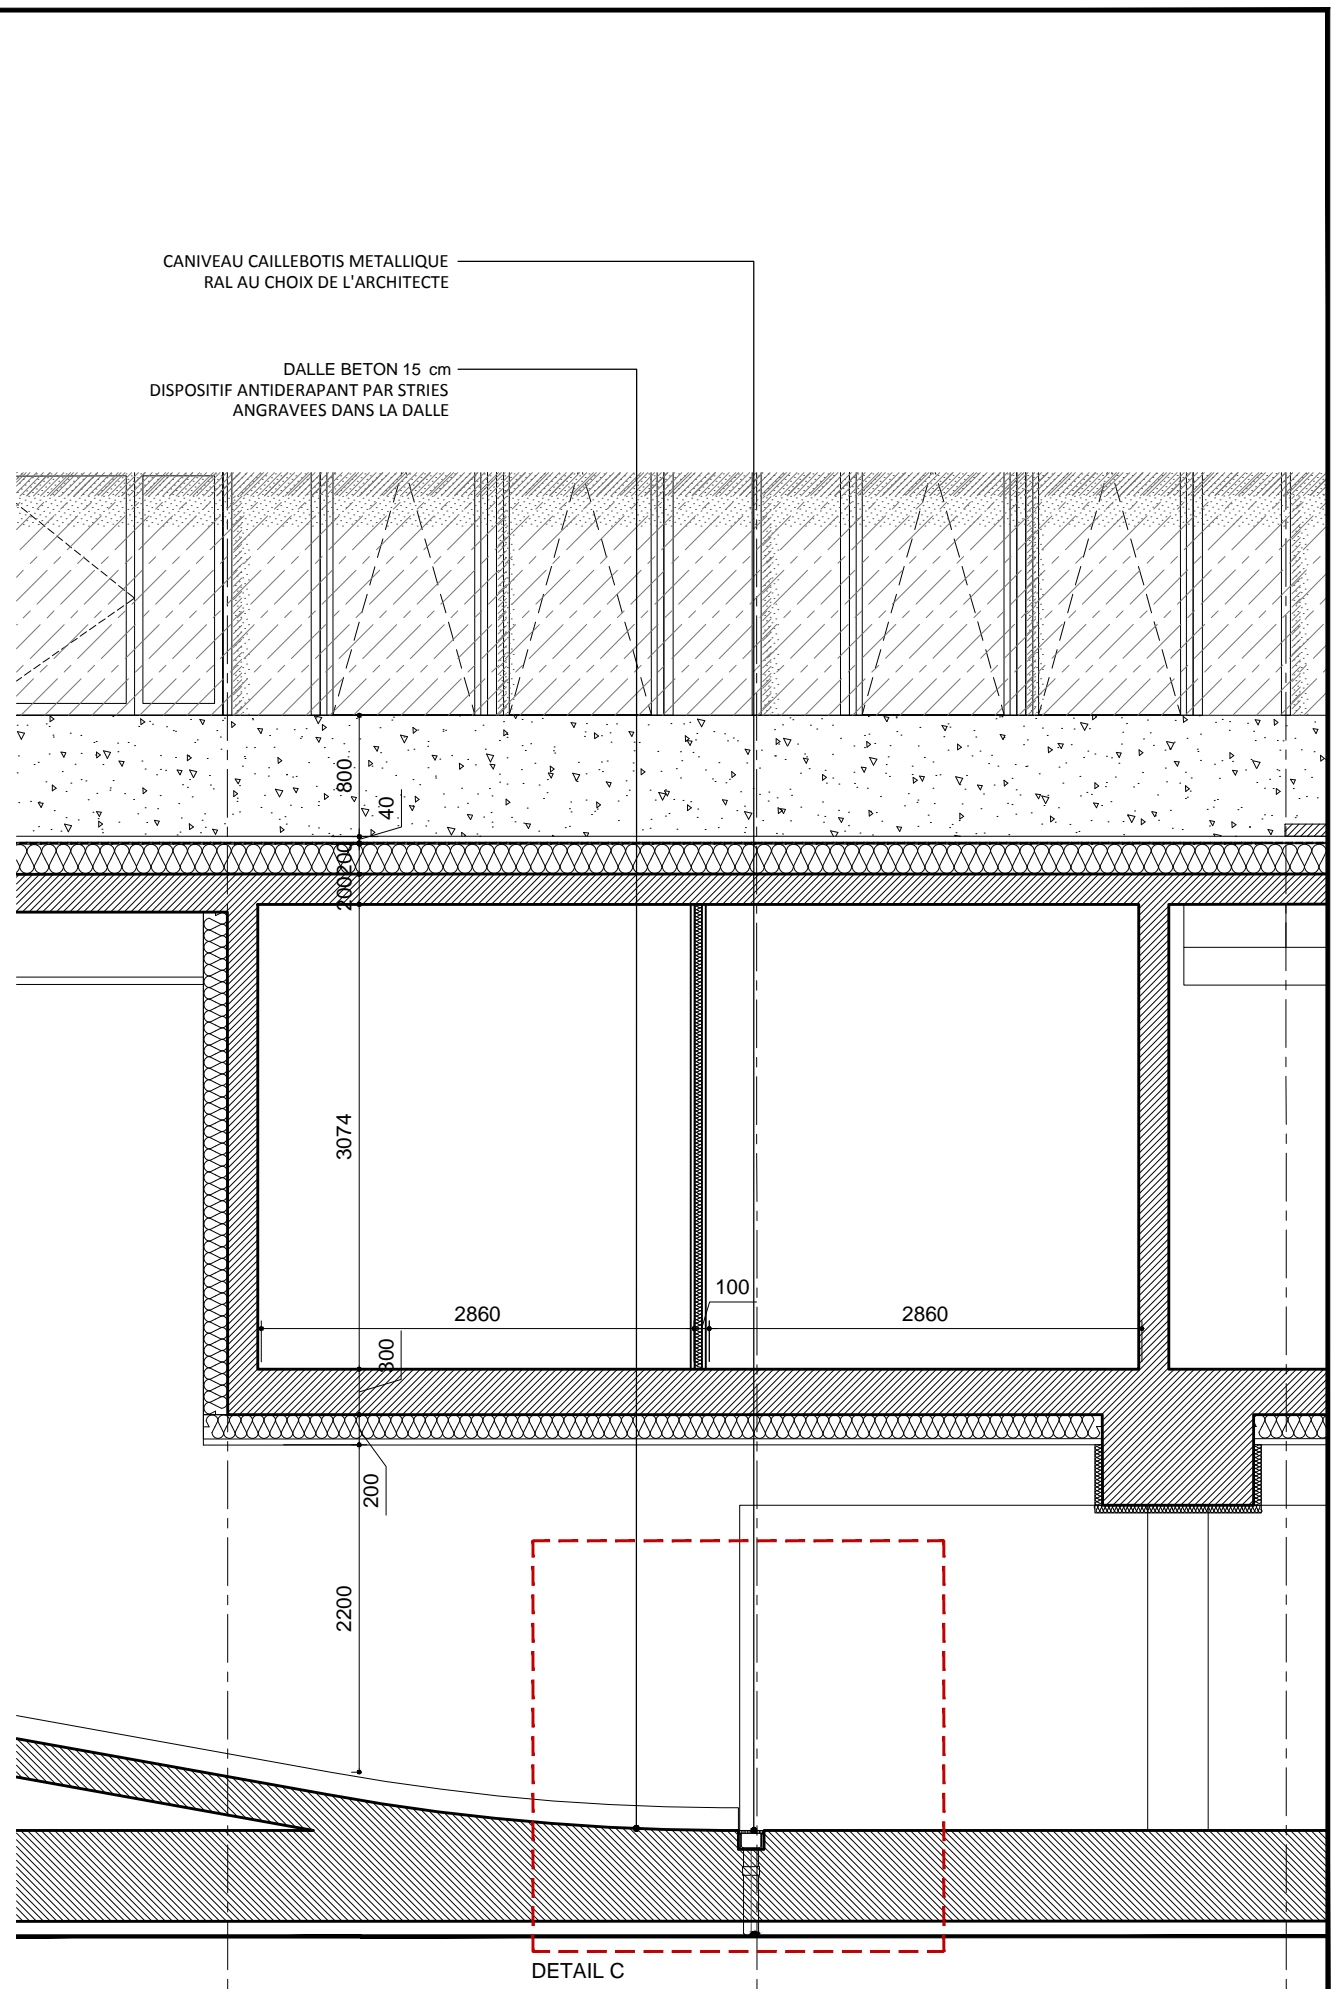 CANIVEAU CAILLEBOTIS METALLIQUE
RAL AU CHOIX DE L'ARCHITECTE
DALLE BETON 15 cm
DISPOSITIF ANTIDERAPANT PAR STRIES
ANGRAVEES DANS LA DALLE
800
40
200
200
3074
100
2860
2860
300
200
2200
DETAIL C